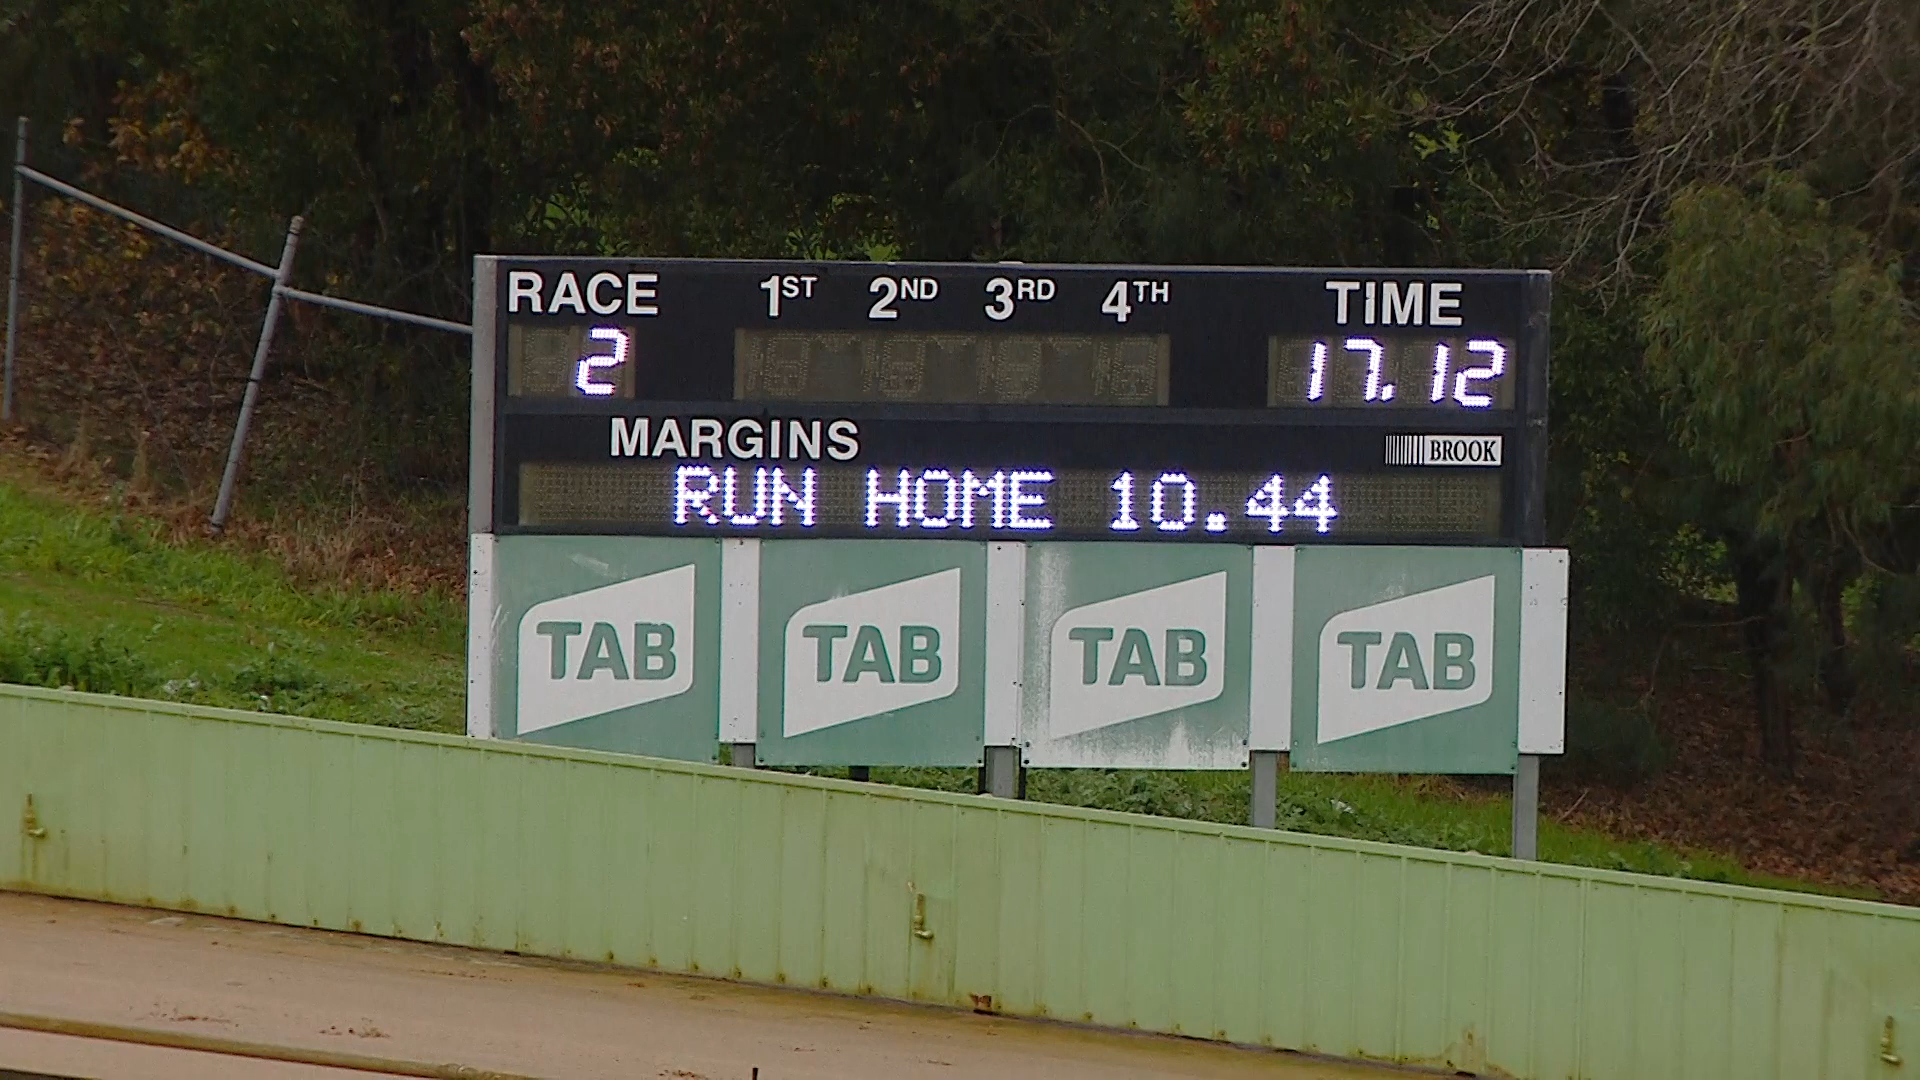 RACE 1ST 2ND 3RD 4TH TIME
2 17.12
MARGINS BROOK
RUN HOME 10.44
TAB TAB TAB TAB